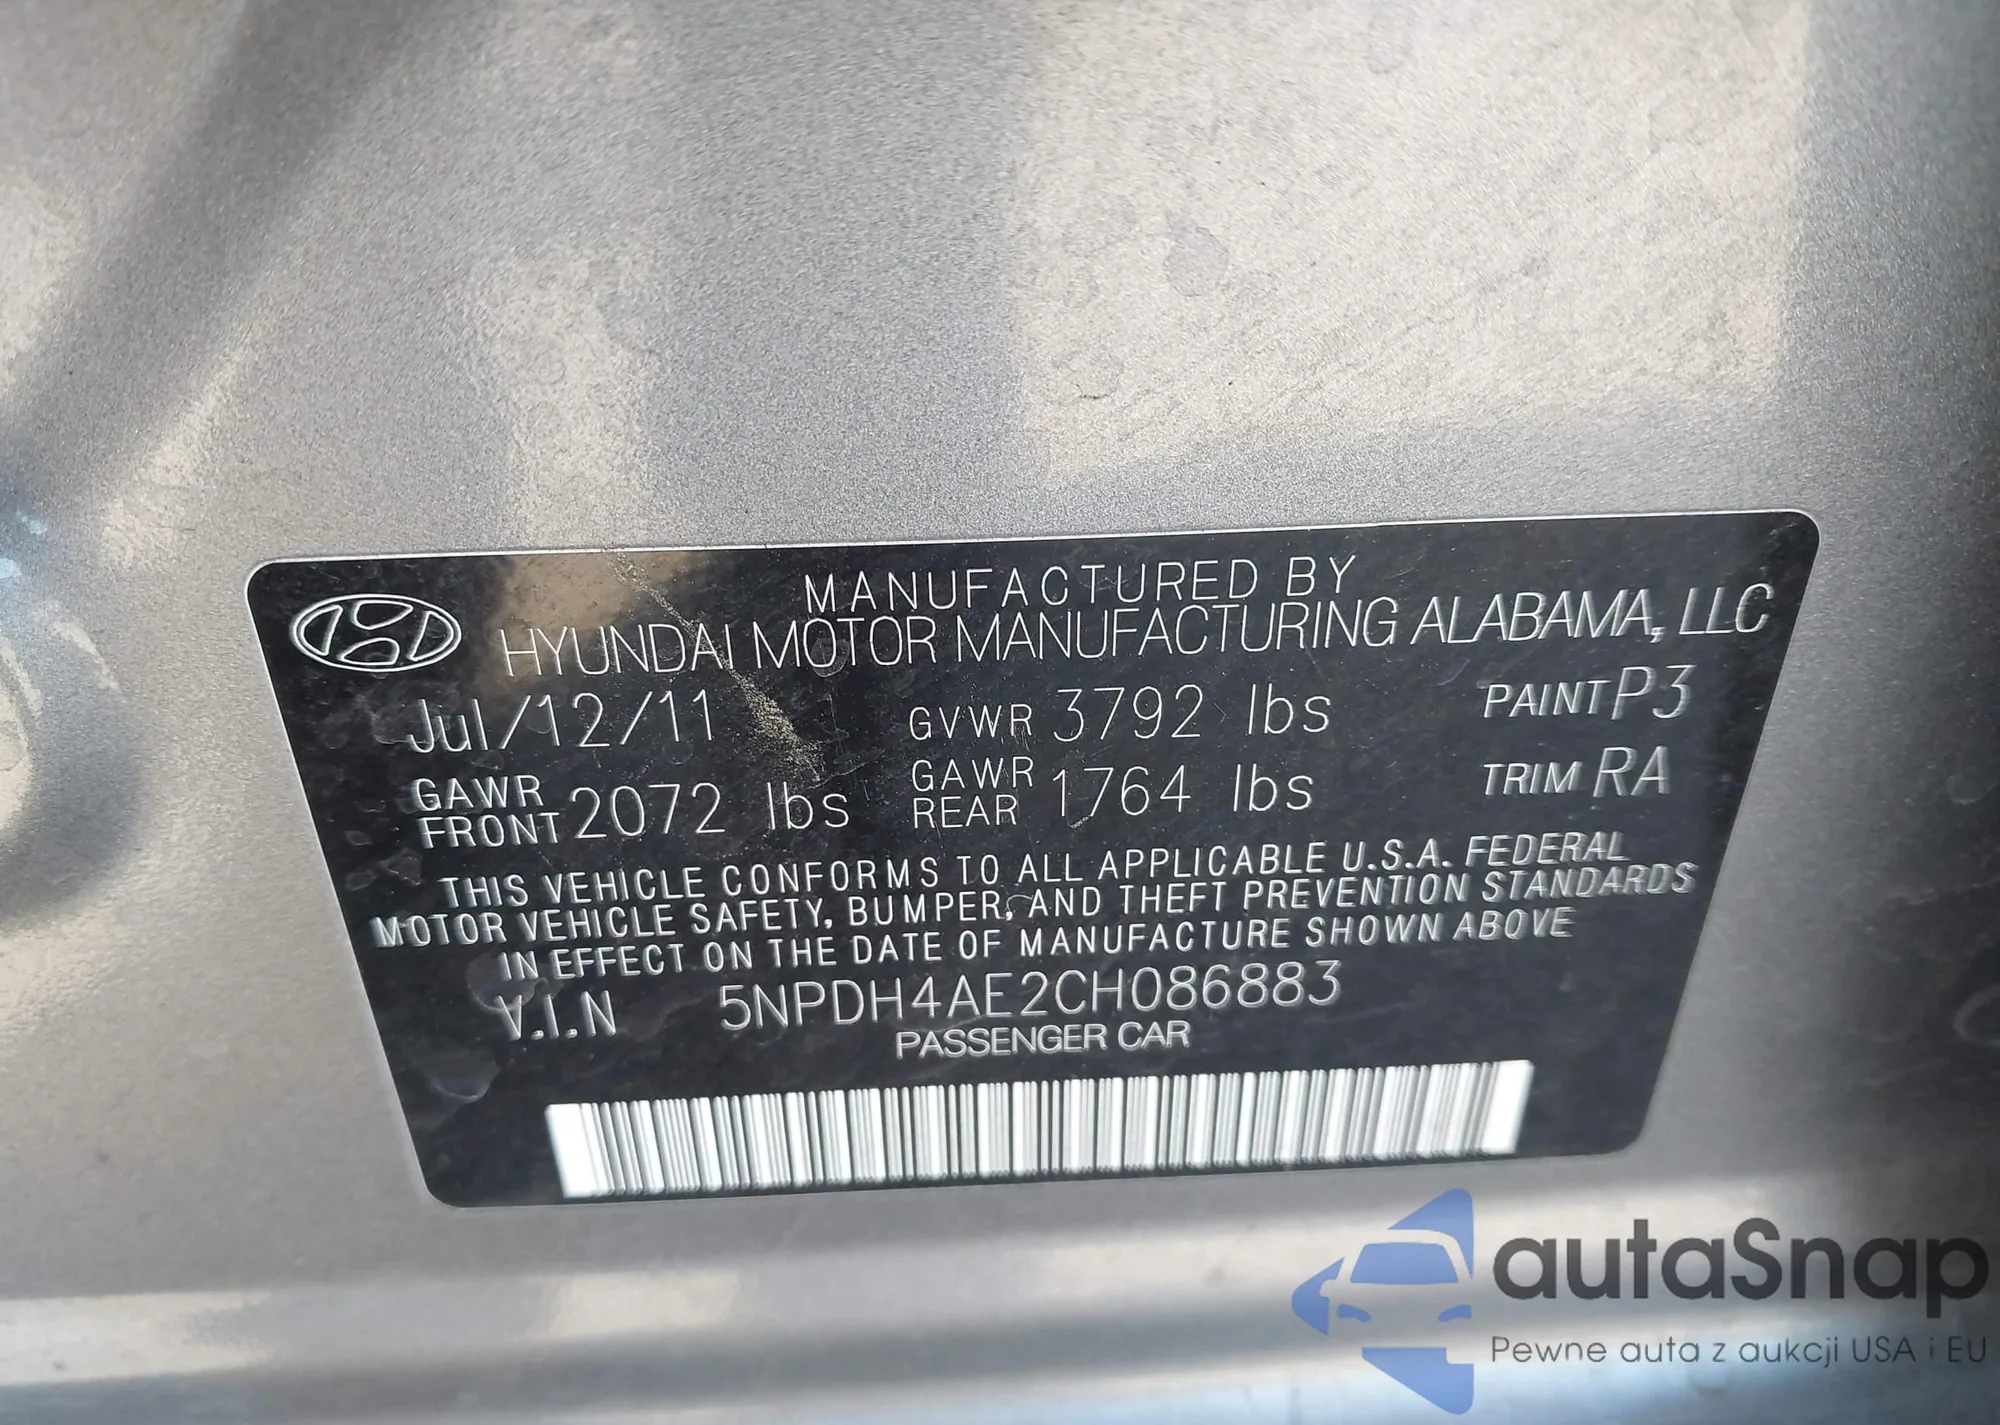 MANUFACTURED BY
HYUNDAI MOTOR MANUFACTURING ALABAMA, LLC
Jul/12/11 GVWR 3792 lbs PAINT P3
GAWR FRONT 2072 lbs GAWR REAR 1764 lbs TRIM RA
THIS VEHICLE CONFORMS TO ALL APPLICABLE U.S.A. FEDERAL
MOTOR VEHICLE SAFETY, BUMPER, AND THEFT PREVENTION STANDARDS
IN EFFECT ON THE DATE OF MANUFACTURE SHOWN ABOVE
V.I.N 5NPDH4AE2CH086883
PASSENGER CAR
autaSnap
Pewne auta z aukcji USA i EU